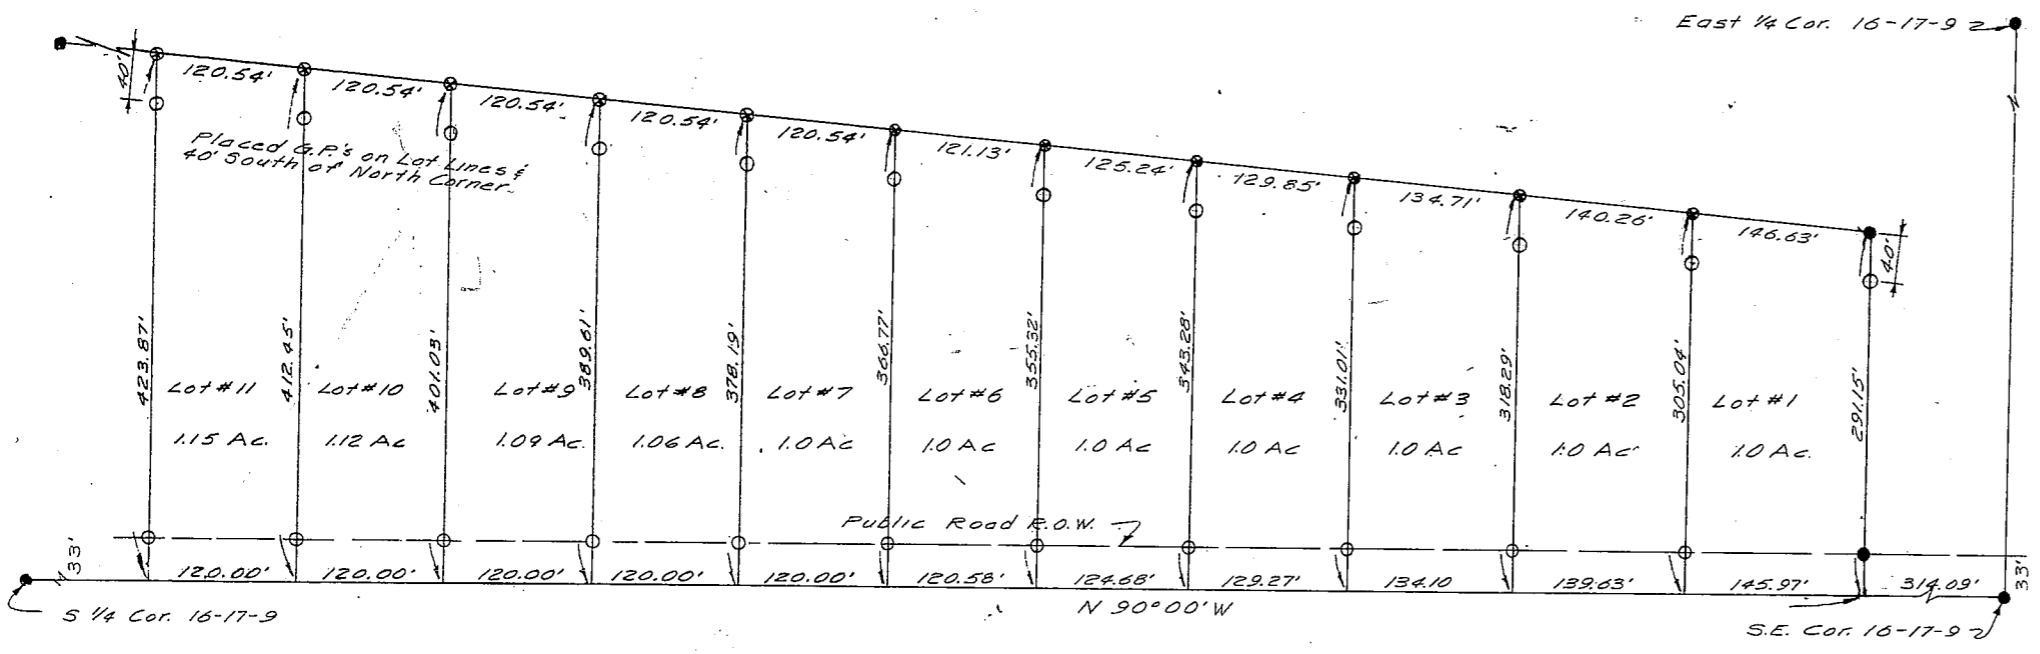 East 1/4 Cor. 16-17-9
40'
120.54'
120.54'
120.54'
120.54'
120.54'
121.13'
125.24'
129.85'
134.71'
140.26'
146.63'
40'
Placed G.P.'s on Lot Lines &
40' South of North Corner.
423.87'
412.45'
401.03'
389.61'
378.19'
366.77'
355.32'
343.28'
331.01'
318.29'
305.04'
291.15'
Lot #11
Lot #10
Lot #9
Lot #8
Lot #7
Lot #6
Lot #5
Lot #4
Lot #3
Lot #2
Lot #1
1.15 Ac.
1.12 Ac
1.09 Ac.
1.06 Ac.
1.0 Ac
1.0 Ac
1.0 Ac
1.0 Ac
1.0 Ac
1.0 Ac
1.0 Ac.
Public Road R.O.W.
33'
120.00'
120.00'
120.00'
120.00'
120.00'
120.58'
124.68'
129.27'
134.10
139.63'
145.97'
314.09'
33'
N 90°00' W
S 1/4 Cor. 16-17-9
S.E. Cor. 16-17-9